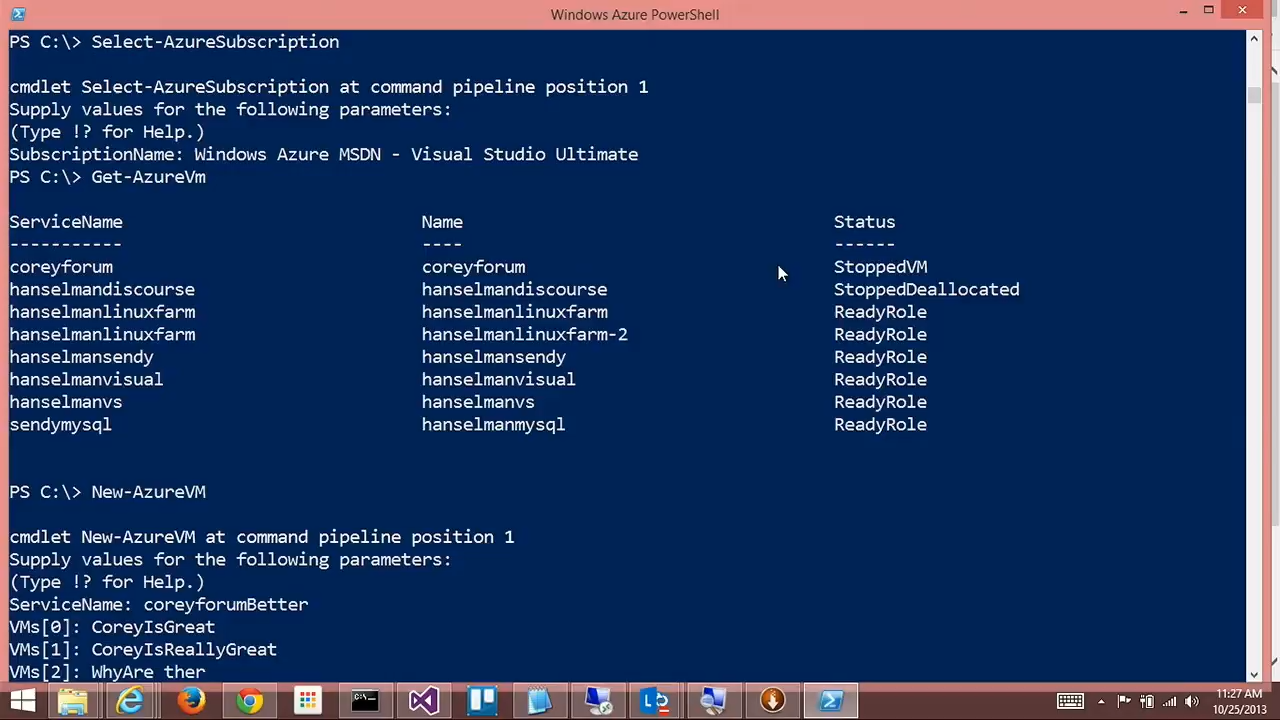 Windows Azure PowerShell
PS C:\> Select-AzureSubscription
cmdlet Select-AzureSubscription at command pipeline position 1
Supply values for the following parameters:
(Type !? for Help.)
SubscriptionName: Windows Azure MSDN - Visual Studio Ultimate
PS C:\> Get-AzureVm
ServiceName Name Status
----------- ---- ------
coreyforum coreyforum StoppedVM
hanselmandiscourse hanselmandiscourse StoppedDeallocated
hanselmanlinuxfarm hanselmanlinuxfarm ReadyRole
hanselmanlinuxfarm hanselmanlinuxfarm-2 ReadyRole
hanselmansendy hanselmansendy ReadyRole
hanselmanvisual hanselmanvisual ReadyRole
hanselmanvs hanselmanvs ReadyRole
sendymysql hanselmanmysql ReadyRole
PS C:\> New-AzureVM
cmdlet New-AzureVM at command pipeline position 1
Supply values for the following parameters:
(Type !? for Help.)
ServiceName: coreyforumBetter
VMs[0]: CoreyIsGreat
VMs[1]: CoreyIsReallyGreat
VMs[2]: WhyAre ther
11:27 AM
10/25/2013